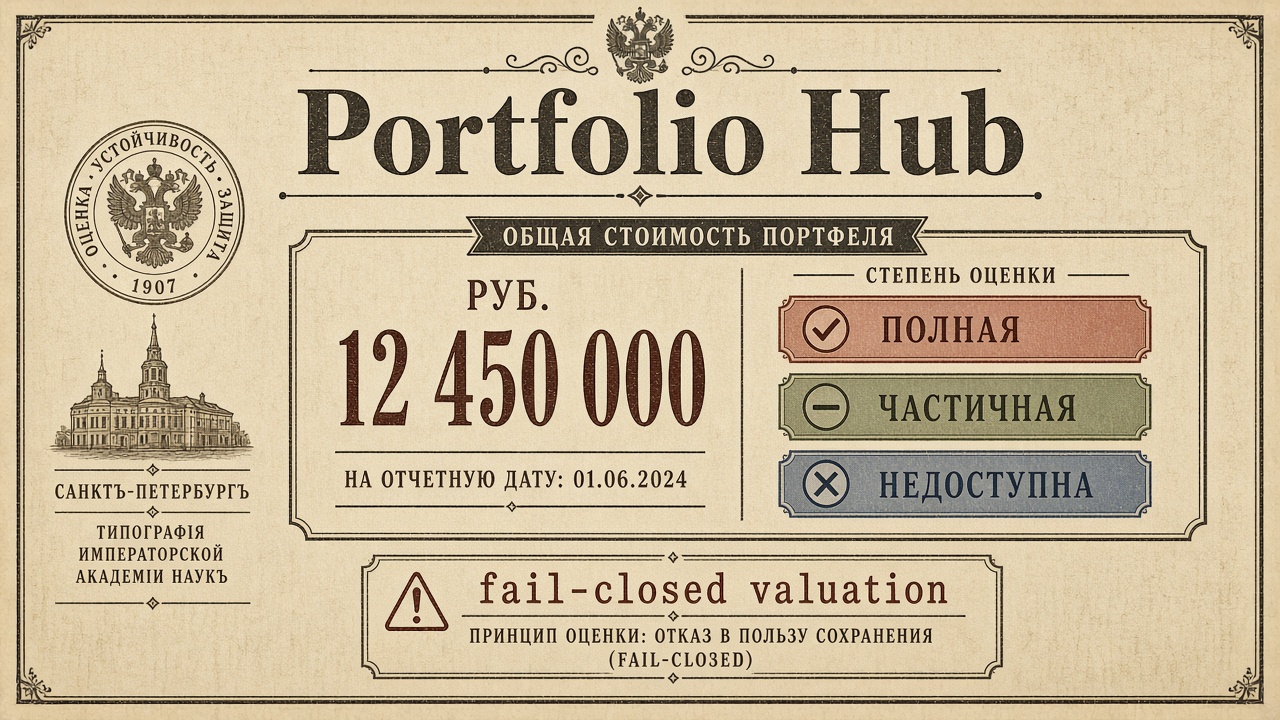 Portfolio Hub
ОЦЕНКА · УСТОЙЧИВОСТЬ · ЗАЩИТА
1907
САНКТЪ-ПЕТЕРБУРГЪ
ТИПОГРАФІЯ
ИМПЕРАТОРСКОЙ
АКАДЕМІИ НАУКЪ
ОБЩАЯ СТОИМОСТЬ ПОРТФЕЛЯ
РУБ.
12 450 000
НА ОТЧЕТНУЮ ДАТУ: 01.06.2024
СТЕПЕНЬ ОЦЕНКИ
ПОЛНАЯ
ЧАСТИЧНАЯ
НЕДОСТУПНА
fail-closed valuation
ПРИНЦИП ОЦЕНКИ: ОТКАЗ В ПОЛЬЗУ СОХРАНЕНИЯ
(FAIL-CLOSED)